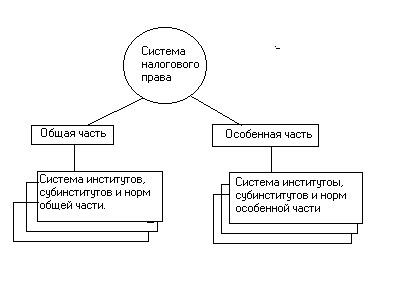 Система
налогового
права
Общая часть
Особенная часть
Система институтов,
субинститутов и норм
общей части.
Система институтоы,
субинститутов и норм
особенной части